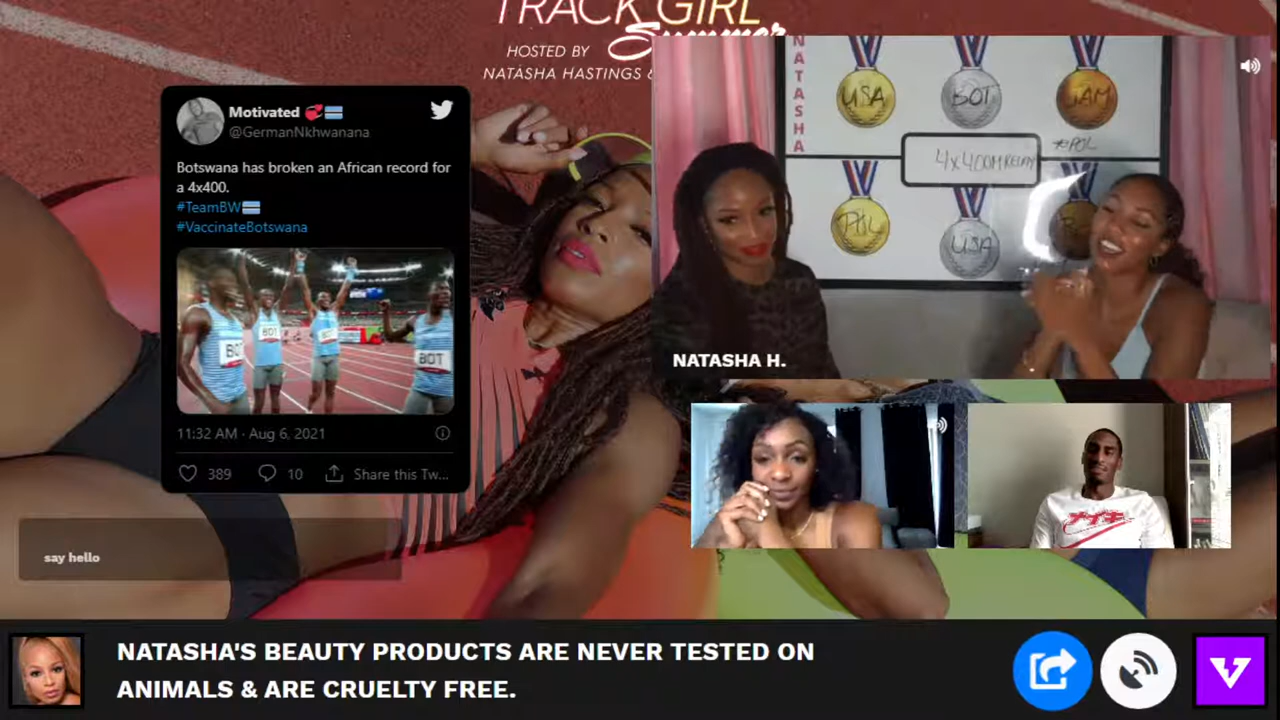 TRACK GIRL
Summer
HOSTED BY
NATASHA HASTINGS &
Motivated
@GermanNkhwanana
Botswana has broken an African record for
a 4x400.
#TeamBW
#VaccinateBotswana
BOT
BOT
11:32 AM · Aug 6, 2021
389
10
Share this Tw...
say hello
NATASHA
USA
BOT
4x400M RELAY
POL
POL
USA
NATASHA H.
NATASHA'S BEAUTY PRODUCTS ARE NEVER TESTED ON
ANIMALS & ARE CRUELTY FREE.